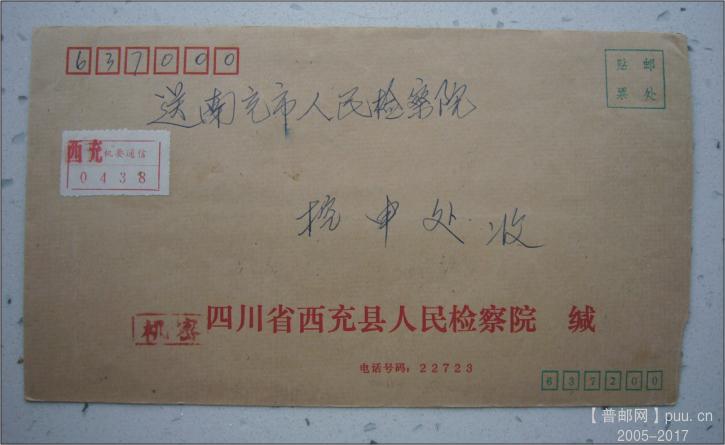 637000
贴邮
票处
送南充市人民检察院
西充机要通信
0438
控申处收
机密
四川省西充县人民检察院 缄
电话号码：22723
637200
【普邮网】puu.cn
2005-2017